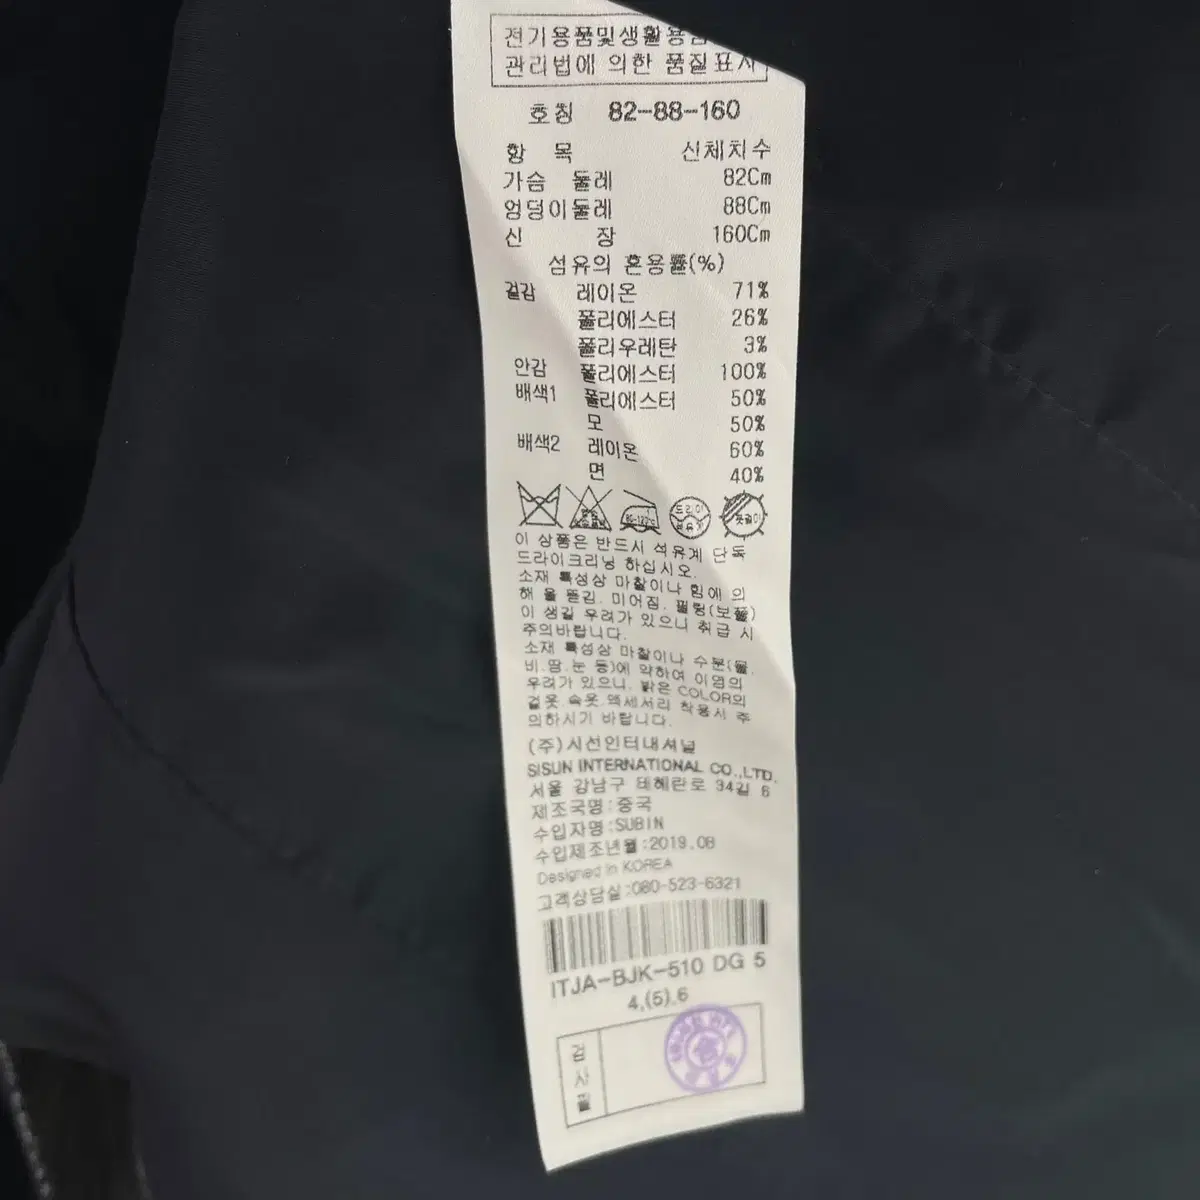 전기용품및생활용품
관리법에 의한 품질표시
호칭 82-88-160
항 목 신체치수
가슴 둘레 82Cm
엉덩이둘레 88Cm
신 장 160Cm
섬유의 혼용률(%)
겉감 레이온 71%
폴리에스터 26%
폴리우레탄 3%
안감 폴리에스터 100%
배색1 폴리에스터 50%
모 50%
배색2 레이온 60%
면 40%
드라이
석유계
옷걸이
이 상품은 반드시 석유계 단독
드라이크리닝 하십시오.
소재 특성상 마찰이나 힘에 의
해 올 뜯김. 미어짐. 필링(보풀)
이 생길 우려가 있으니 취급 시
주의바랍니다.
소재 특성상 마찰이나 수분(물.
비.땀.눈 등)에 약하여 이염의
우려가 있으니. 밝은 COLOR의
겉옷.속옷.액세서리 착용시 주
의하시기 바랍니다.
(주)시선인터내셔널
SISUN INTERNATIONAL CO.,LTD.
서울 강남구 테헤란로 34길 6
제조국명:중국
수입자명:SUBIN
수입제조년월:2019.08
Designed in KOREA
고객상담실:080-523-6321
ITJA-BJK-510 DG 5
4,(5),6
검사필